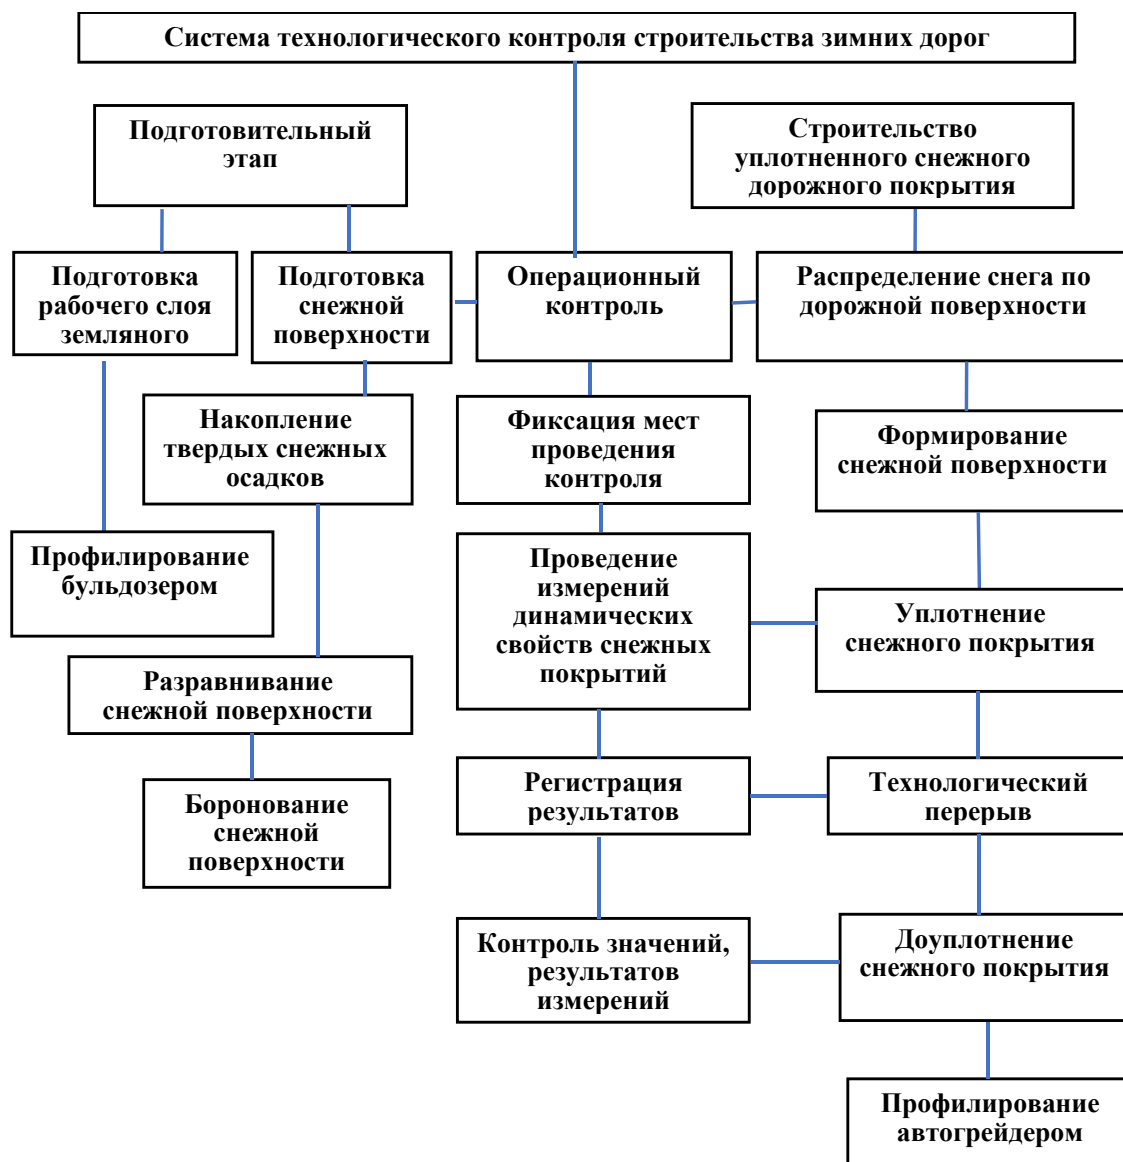 Система технологического контроля строительства зимних дорог
Подготовительный
этап
Строительство
уплотненного снежного
дорожного покрытия
Подготовка
рабочего слоя
земляного
Подготовка
снежной
поверхности
Операционный
контроль
Распределение снега по
дорожной поверхности
Накопление
твердых снежных
осадков
Фиксация мест
проведения
контроля
Формирование
снежной поверхности
Профилирование
бульдозером
Проведение
измерений
динамических
свойств снежных
покрытий
Уплотнение
снежного покрытия
Разравнивание
снежной поверхности
Боронование
снежной
поверхности
Регистрация
результатов
Технологический
перерыв
Контроль значений,
результатов
измерений
Доуплотнение
снежного покрытия
Профилирование
автогрейдером